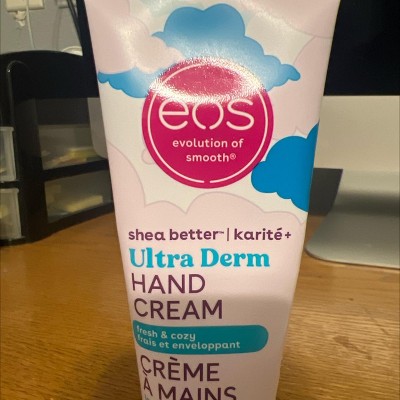 eos
evolution of
smooth®
shea better™ | karité+
Ultra Derm
HAND
CREAM
fresh & cozy
frais et enveloppant
CRÈME
À MAINS